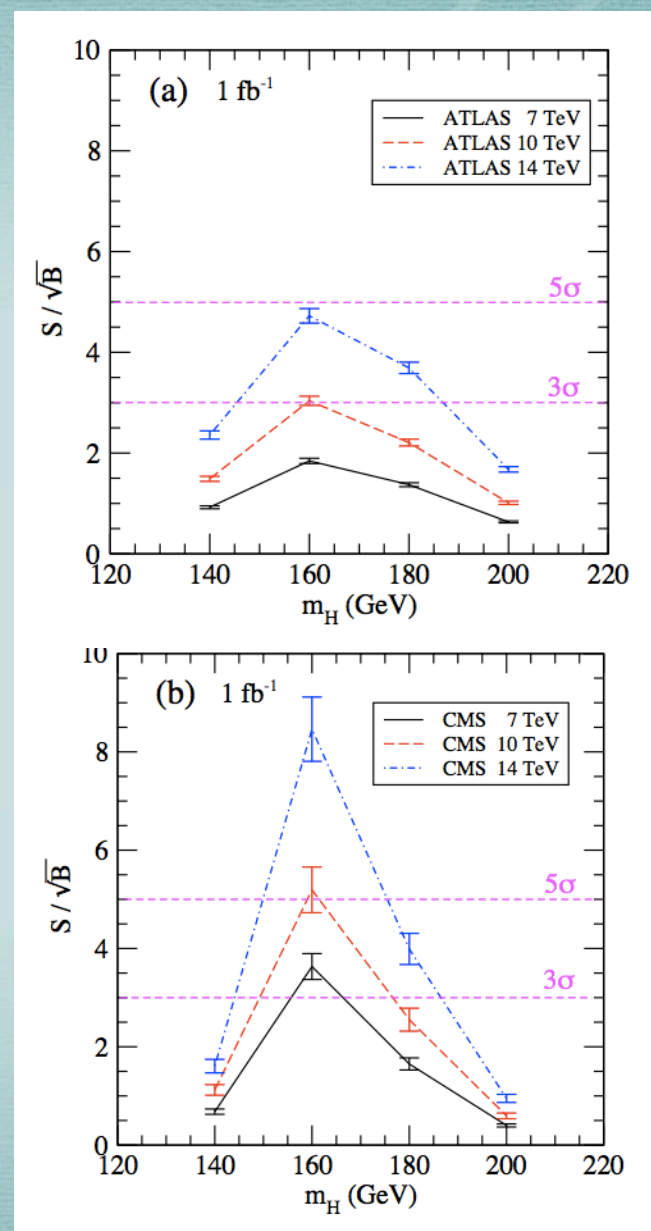 10
(a) 1 fb⁻¹
ATLAS 7 TeV
ATLAS 10 TeV
ATLAS 14 TeV
8
6
S / √B
5σ
4
3σ
2
0
120 140 160 180 200 220
m_H (GeV)
10
(b) 1 fb⁻¹
CMS 7 TeV
CMS 10 TeV
CMS 14 TeV
8
6
S / √B
5σ
4
3σ
2
0
120 140 160 180 200 220
m_H (GeV)